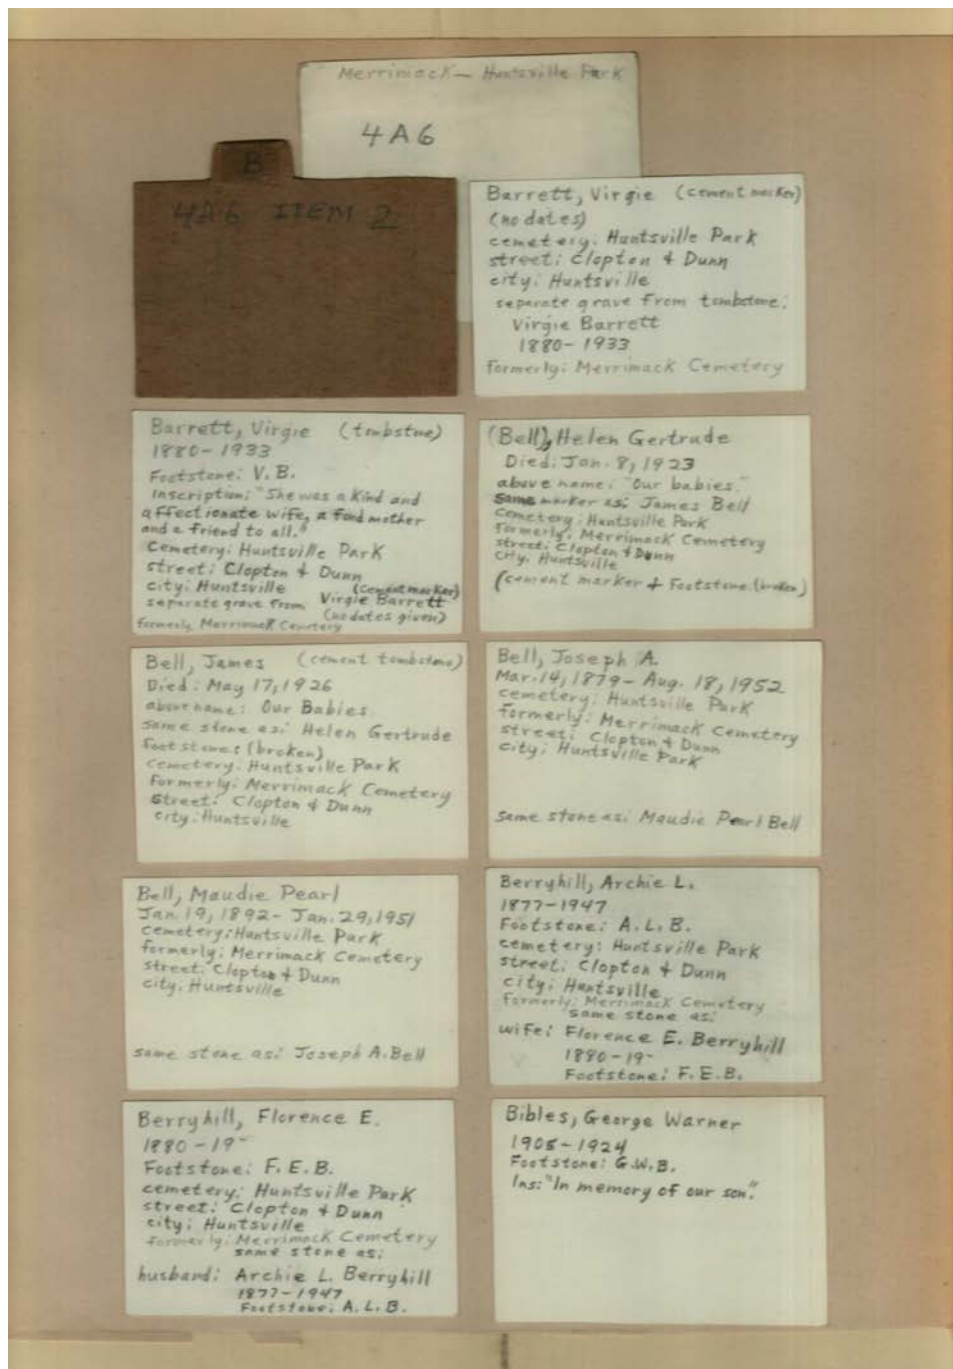 Merrimack — Huntsville Park
4A6
B
4A6 ITEM 2
Barrett, Virgie (cement marker)
(no dates)
cemetery: Huntsville Park
street: Clopton & Dunn
city: Huntsville
separate grave from tombstone:
Virgie Barrett
1880-1933
formerly: Merrimack Cemetery
Barrett, Virgie (tombstone)
1880-1933
Footstone: V. B.
Inscription: "She was a kind and
affectionate wife, a fond mother
and a friend to all."
Cemetery: Huntsville Park
street: Clopton & Dunn
city: Huntsville (cement marker)
separate grave from Virgie Barrett
(no dates given)
formerly Merrimack Cemetery
(Bell), Helen Gertrude
Died: Jan. 8, 1923
above name: "Our babies."
same marker as: James Bell
Cemetery: Huntsville Park
formerly: Merrimack Cemetery
street: Clopton & Dunn
city. Huntsville
(cement marker & Footstone (broken)
Bell, James (cement tombstone)
Died: May 17, 1926
above name: Our Babies.
same stone as: Helen Gertrude
foot stones (broken)
cemetery: Huntsville Park
formerly: Merrimack Cemetery
Street: Clopton & Dunn
city: Huntsville
Bell, Joseph A.
Mar. 14, 1879 - Aug. 18, 1952
cemetery: Huntsville Park
formerly: Merrimack Cemetery
street: Clopton & Dunn
city: Huntsville Park
same stone as: Maudie Pearl Bell
Bell, Maudie Pearl
Jan. 19, 1892 - Jan. 29, 1951
cemetery: Huntsville Park
formerly: Merrimack Cemetery
street: Clopton & Dunn
city: Huntsville
same stone as: Joseph A. Bell
Berryhill, Archie L.
1877-1947
Footstone: A. L. B.
cemetery: Huntsville Park
street: Clopton & Dunn
city: Huntsville
formerly: Merrimack Cemetery
same stone as:
wife: Florence E. Berryhill
1880-19-
Footstone: F. E. B.
Berryhill, Florence E.
1880-19-
Footstone: F. E. B.
cemetery: Huntsville Park
street: Clopton & Dunn
city: Huntsville
formerly: Merrimack Cemetery
same stone as:
husband: Archie L. Berryhill
1877-1947
Footstone: A. L. B.
Bibles, George Warner
1905-1924
Footstone: G. W. B.
Ins: "In memory of our son."